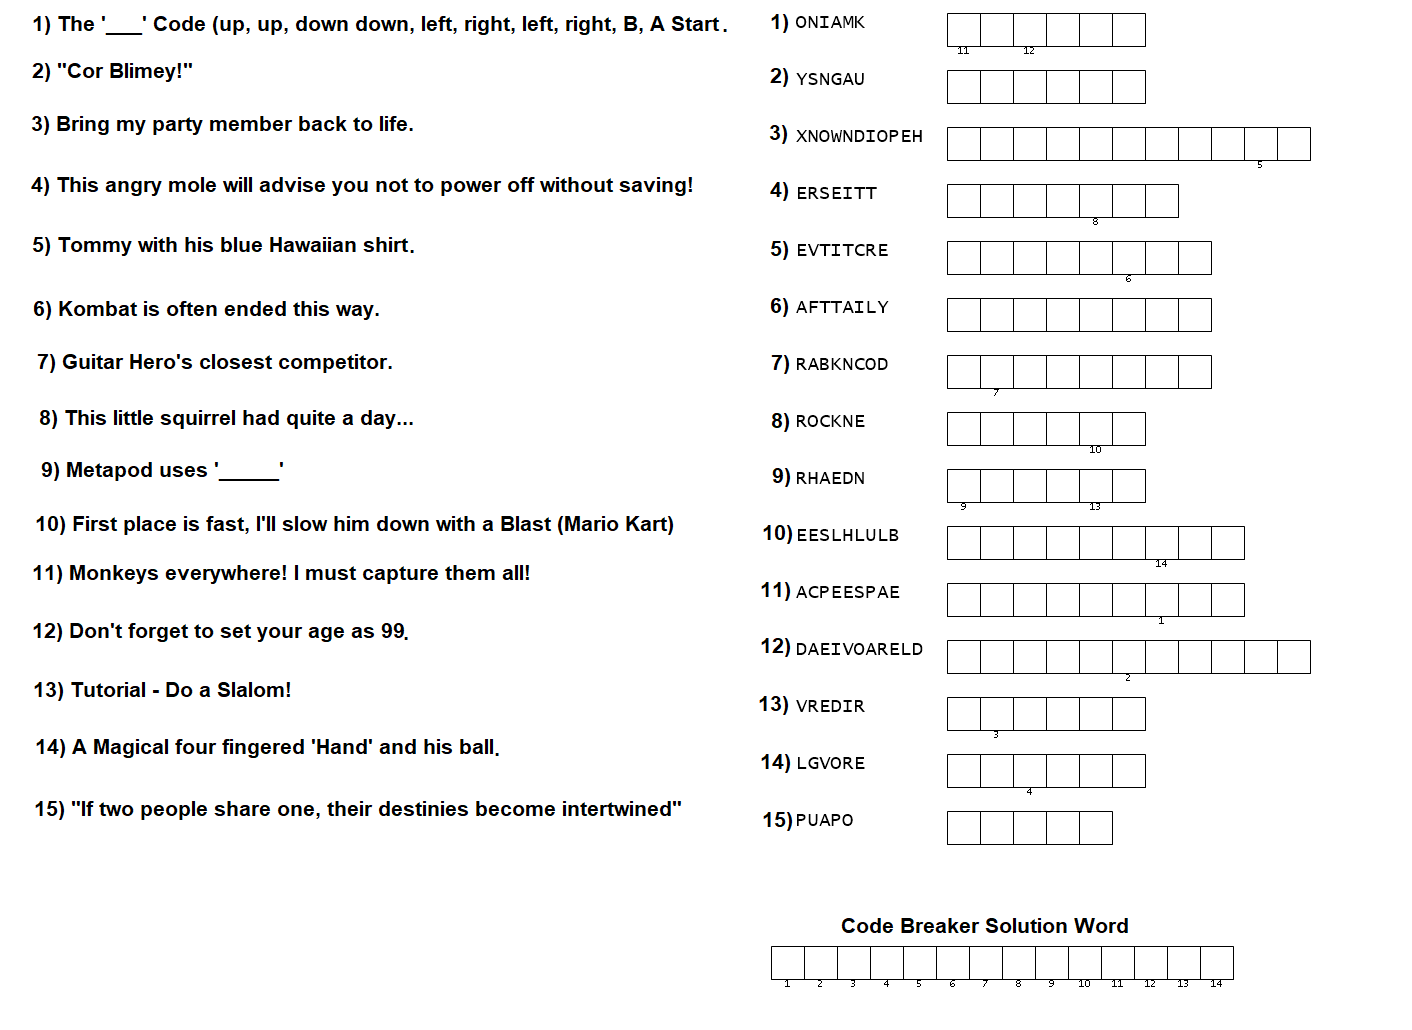 1) The '___' Code (up, up, down down, left, right, left, right, B, A Start.
2) "Cor Blimey!"
3) Bring my party member back to life.
4) This angry mole will advise you not to power off without saving!
5) Tommy with his blue Hawaiian shirt.
6) Kombat is often ended this way.
7) Guitar Hero's closest competitor.
8) This little squirrel had quite a day...
9) Metapod uses '_____'
10) First place is fast, I'll slow him down with a Blast (Mario Kart)
11) Monkeys everywhere! I must capture them all!
12) Don't forget to set your age as 99.
13) Tutorial - Do a Slalom!
14) A Magical four fingered 'Hand' and his ball.
15) "If two people share one, their destinies become intertwined"
1) ONIAMK
11 12
2) YSNGAU
3) XNOWNDIOPEH
5
4) ERSEITT
8
5) EVTITCRE
6
6) AFTTAILY
7) RABKNCOD
7
8) ROCKNE
10
9) RHAEDN
9 13
10) EESLHLULB
14
11) ACPEESPAE
1
12) DAEIVOARELD
2
13) VREDIR
3
14) LGVORE
4
15) PUAPO
Code Breaker Solution Word
1 2 3 4 5 6 7 8 9 10 11 12 13 14